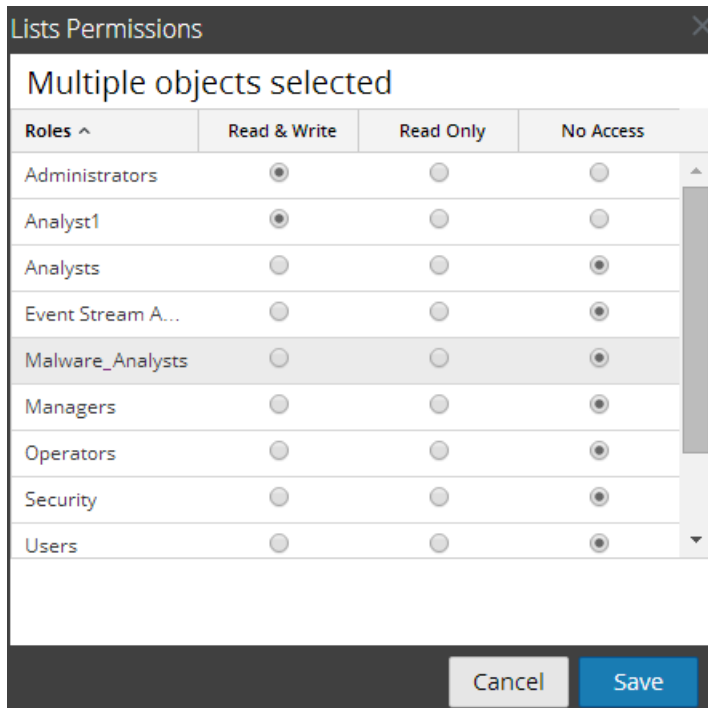 Lists Permissions
Multiple objects selected
Roles Read & Write Read Only No Access
Administrators
Analyst1
Analysts
Event Stream A...
Malware_Analysts
Managers
Operators
Security
Users
Cancel Save